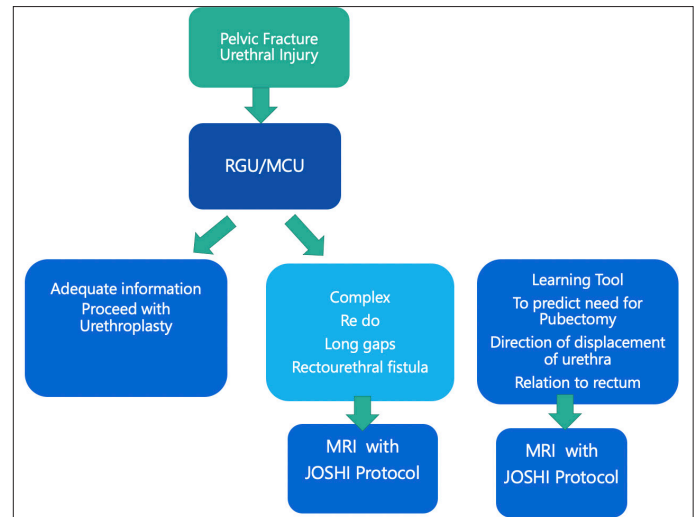 Pelvic Fracture
Urethral Injury
RGU/MCU
Adequate information
Proceed with
Urethroplasty
Complex
Re do
Long gaps
Rectourethral fistula
MRI with
JOSHI Protocol
Learning Tool
To predict need for
Pubectomy
Direction of displacement
of urethra
Relation to rectum
MRI with
JOSHI Protocol